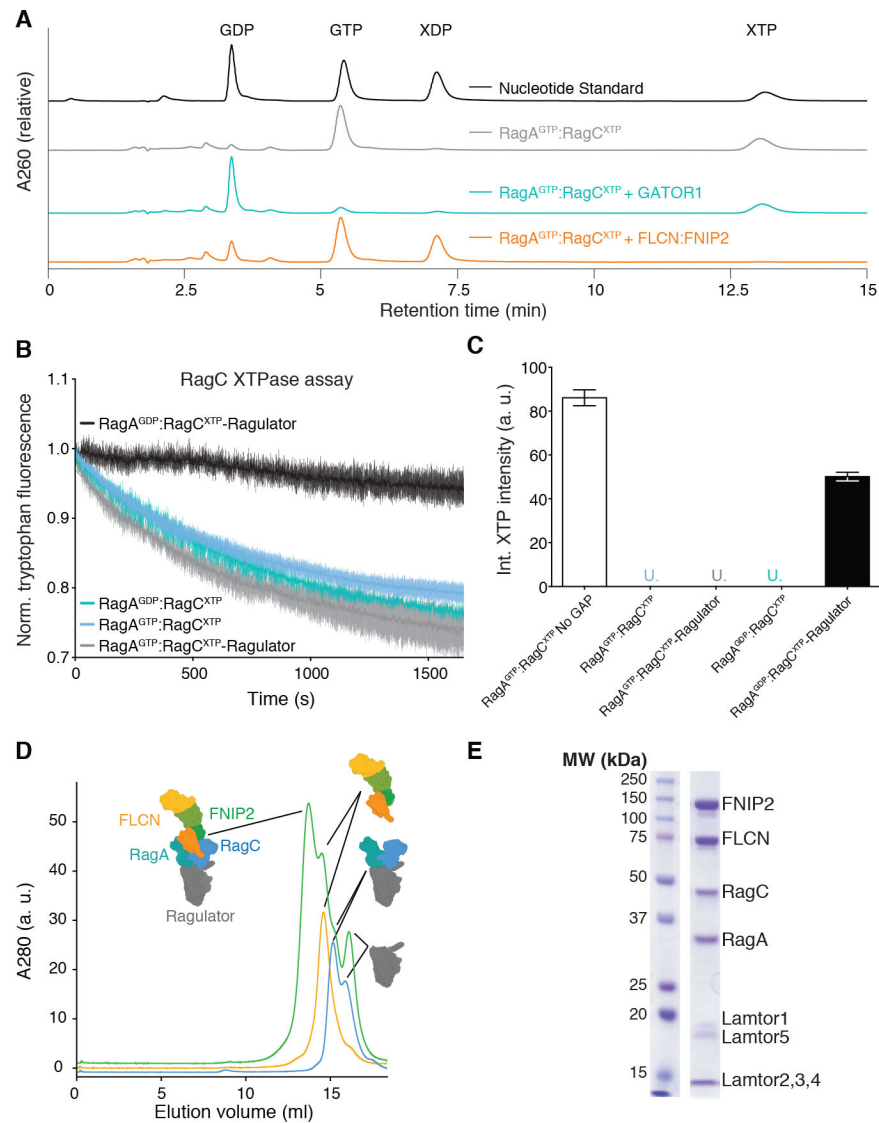 A
GDP GTP XDP XTP
A260 (relative)
Nucleotide Standard
RagA^GTP:RagC^XTP
RagA^GTP:RagC^XTP + GATOR1
RagA^GTP:RagC^XTP + FLCN:FNIP2
0 2.5 5 7.5 10 12.5 15
Retention time (min)
B
RagC XTPase assay
Norm. tryptophan fluorescence
1.1
1.0
0.9
0.8
0.7
RagA^GDP:RagC^XTP-Ragulator
RagA^GDP:RagC^XTP
RagA^GTP:RagC^XTP
RagA^GTP:RagC^XTP-Ragulator
0 500 1000 1500
Time (s)
C
Int. XTP intensity (a. u.)
100
80
60
40
20
0
U. U. U.
RagA^GTP:RagC^XTP No GAP
RagA^GTP:RagC^XTP
RagA^GTP:RagC^XTP-Ragulator
RagA^GDP:RagC^XTP
RagA^GDP:RagC^XTP-Ragulator
D
A280 (a. u.)
50
40
30
20
10
0
FLCN
FNIP2
RagA
RagC
Ragulator
0 5 10 15
Elution volume (ml)
E
MW (kDa)
250
150
100
75
50
37
25
20
15
FNIP2
FLCN
RagC
RagA
Lamtor1
Lamtor5
Lamtor2,3,4